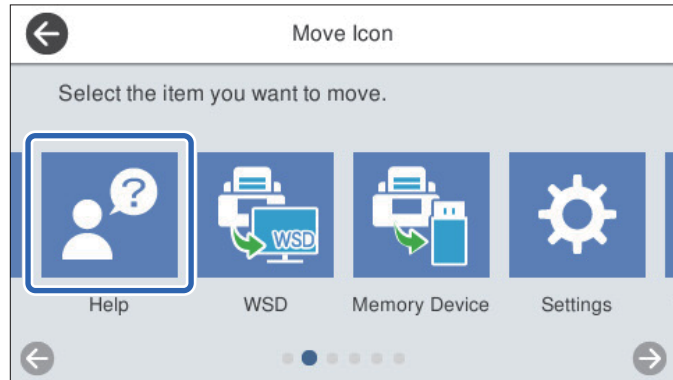 Move Icon
Select the item you want to move.
?
WSD
Help WSD Memory Device Settings